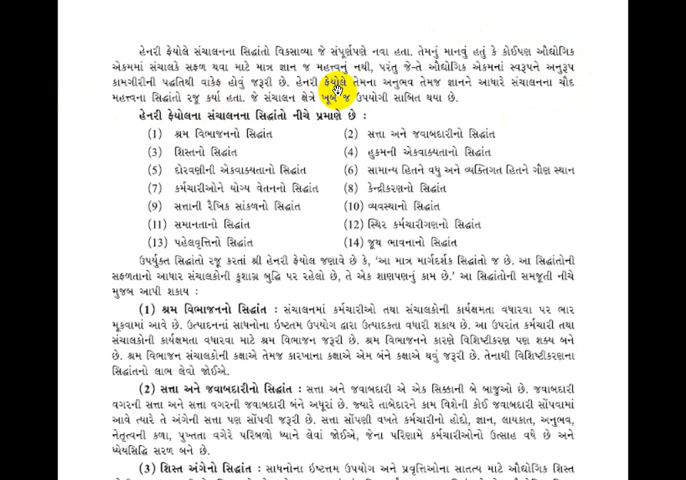 હેનરી ફેયોલે સંચાલનના સિદ્ધાંતો વિકસાવ્યા જે સંપૂર્ણપણે નવા હતા. તેમનું માનવું હતું કે કોઈપણ ઔદ્યોગિક
એકમમાં સંચાલકે સફળ થવા માટે માત્ર જ્ઞાન જ મહત્ત્વનું નથી, પરંતુ જે-તે ઔદ્યોગિક એકમનાં સ્વરૂપને અનુરૂપ
કામગીરીની પદ્ધતિથી વાકેફ હોવું જરૂરી છે. હેનરી ફેયોલે તેમના અનુભવ તેમજ જ્ઞાનને આધારે સંચાલનના ચૌદ
મહત્ત્વના સિદ્ધાંતો રજૂ કર્યા હતા. જે સંચાલન ક્ષેત્રે ખૂબ જ ઉપયોગી સાબિત થયા છે.
હેનરી ફેયોલના સંચાલનના સિદ્ધાંતો નીચે પ્રમાણે છે :
(1) શ્રમ વિભાજનનો સિદ્ધાંત (2) સત્તા અને જવાબદારીનો સિદ્ધાંત
(3) શિસ્તનો સિદ્ધાંત (4) હુકમની એકવાક્યતાનો સિદ્ધાંત
(5) દોરવણીની એકવાક્યતાનો સિદ્ધાંત (6) સામાન્ય હિતને વધુ અને વ્યક્તિગત હિતને ગૌણ સ્થાન
(7) કર્મચારીઓને યોગ્ય વેતનનો સિદ્ધાંત (8) કેન્દ્રીકરણનો સિદ્ધાંત
(9) સત્તાની રૈખિક સાંકળનો સિદ્ધાંત (10) વ્યવસ્થાનો સિદ્ધાંત
(11) સમાનતાનો સિદ્ધાંત (12) સ્થિર કર્મચારીગણનો સિદ્ધાંત
(13) પહેલવૃત્તિનો સિદ્ધાંત (14) જૂથ ભાવનાનો સિદ્ધાંત
ઉપર્યુક્ત સિદ્ધાંતો રજૂ કરતાં શ્રી હેનરી ફેયોલ જણાવે છે કે, ‘આ માત્ર માર્ગદર્શક સિદ્ધાંતો જ છે. આ સિદ્ધાંતોની
સફળતાનો આધાર સંચાલકોની કુશાગ્ર બુદ્ધિ પર રહેલો છે, તે એક શાણપણનું કામ છે.’ આ સિદ્ધાંતોની સમજૂતી નીચે
મુજબ આપી શકાય :
(1) શ્રમ વિભાજનનો સિદ્ધાંત : સંચાલનમાં કર્મચારીઓ તથા સંચાલકોની કાર્યક્ષમતા વધારવા પર ભાર
મૂકવામાં આવે છે. ઉત્પાદનના સાધનોના ઇષ્ટતમ ઉપયોગ દ્વારા ઉત્પાદકતા વધારી શકાય છે. આ ઉપરાંત કર્મચારી તથા
સંચાલકોની કાર્યક્ષમતા વધારવા માટે શ્રમ વિભાજન જરૂરી છે. શ્રમ વિભાજનને કારણે વિશિષ્ટીકરણ પણ શક્ય બને
છે. શ્રમ વિભાજન સંચાલકોની કક્ષાએ તેમજ કારખાના કક્ષાએ એમ બંને કક્ષાએ થવું જરૂરી છે. તેનાથી વિશિષ્ટીકરણના
સિદ્ધાંતનો લાભ લેવો જોઈએ.
(2) સત્તા અને જવાબદારીનો સિદ્ધાંત : સત્તા અને જવાબદારી એ એક સિક્કાની બે બાજુઓ છે. જવાબદારી
વગરની સત્તા અને સત્તા વગરની જવાબદારી બંને અધૂરાં છે. જ્યારે તાબેદારને કામ વિશેની કોઈ જવાબદારી સોંપવામાં
આવે ત્યારે તે અંગેની સત્તા પણ સોંપવી જરૂરી છે. સત્તા સોંપણી વખતે કર્મચારીનો હોદ્દો, જ્ઞાન, લાયકાત, અનુભવ,
નેતૃત્વની કળા, પુખ્તતા વગેરે પરિબળો ધ્યાને લેવાં જોઈએ, જેના પરિણામે કર્મચારીઓનો ઉત્સાહ વધે છે અને
ધ્યેયસિદ્ધિ સરળ બને છે.
(3) શિસ્ત અંગેનો સિદ્ધાંત : સાધનોના ઇષ્ટત્તમ ઉપયોગ અને પ્રવૃત્તિઓના સાતત્ય માટે ઔદ્યોગિક શિસ્ત